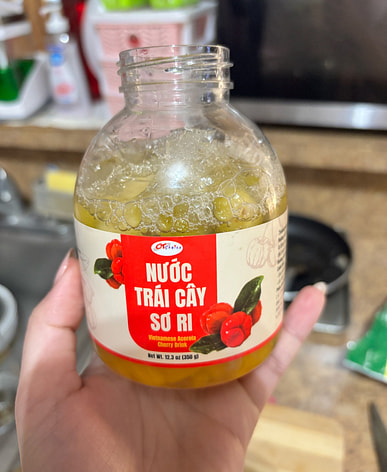 NƯỚC
TRÁI CÂY
SƠ RI
Vietnamese Acerola
Cherry Drink
Net Wt. 12.3 oz (350 g)